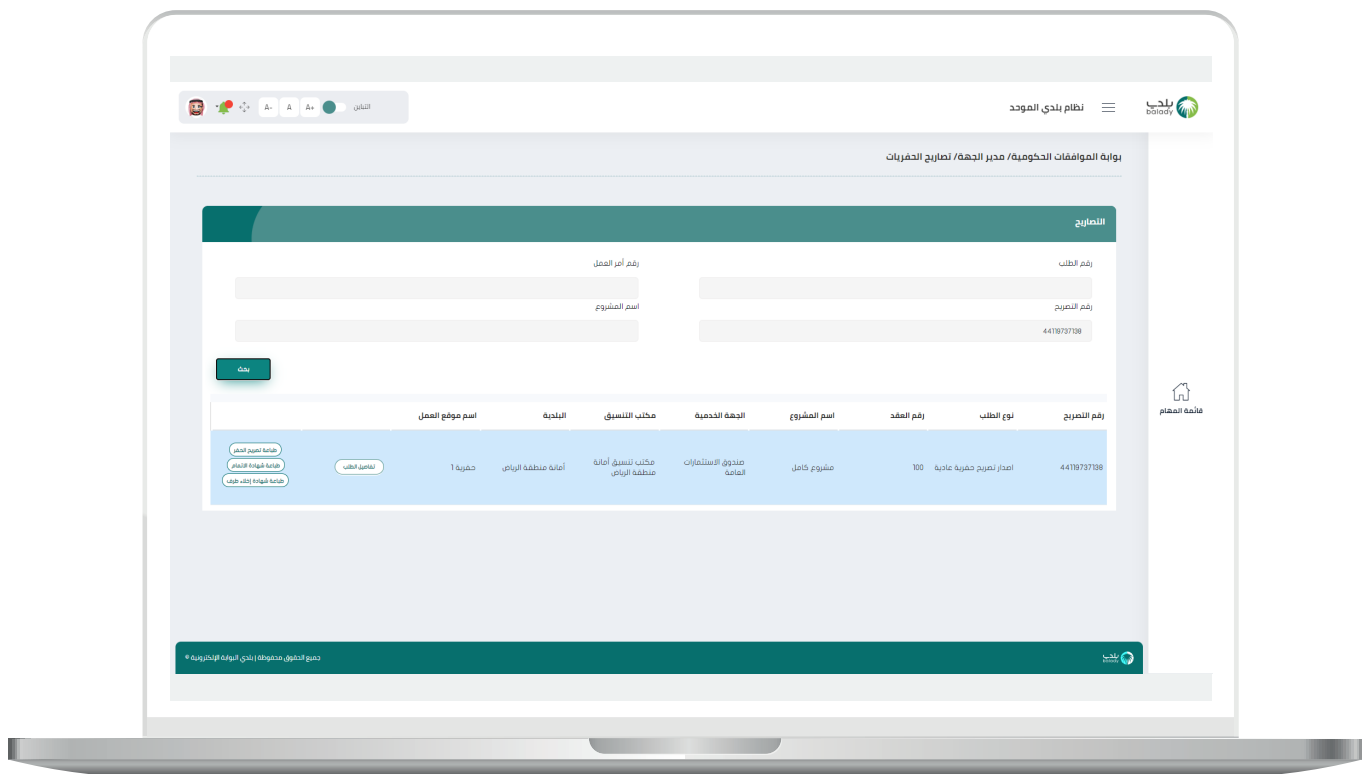 بلدي
balady
نظام بلدي الموحد
التباين
A+
A
A-
بوابة الموافقات الحكومية/ مدير الجهة/ تصاريح الحفريات
قائمة المهام
التصاريح
رقم الطلب
رقم أمر العمل
رقم التصريح
اسم المشروع
44119737138
بحث
رقم التصريح نوع الطلب رقم العقد اسم المشروع الجهة الخدمية مكتب التنسيق البلدية اسم موقع العمل
44119737138 اصدار تصريح حفرية عادية 100 مشروع كامل صندوق الاستثمارات مكتب تنسيق أمانة أمانة منطقة الرياض حفرية 1 تفاصيل الطلب
العامة منطقة الرياض
طباعة تصريح الحفر
طباعة شهادة الاتمام
طباعة شهادة إخلاء طرف
بلدي
balady
جميع الحقوق محفوظة | بلدي البوابة الإلكترونية ©